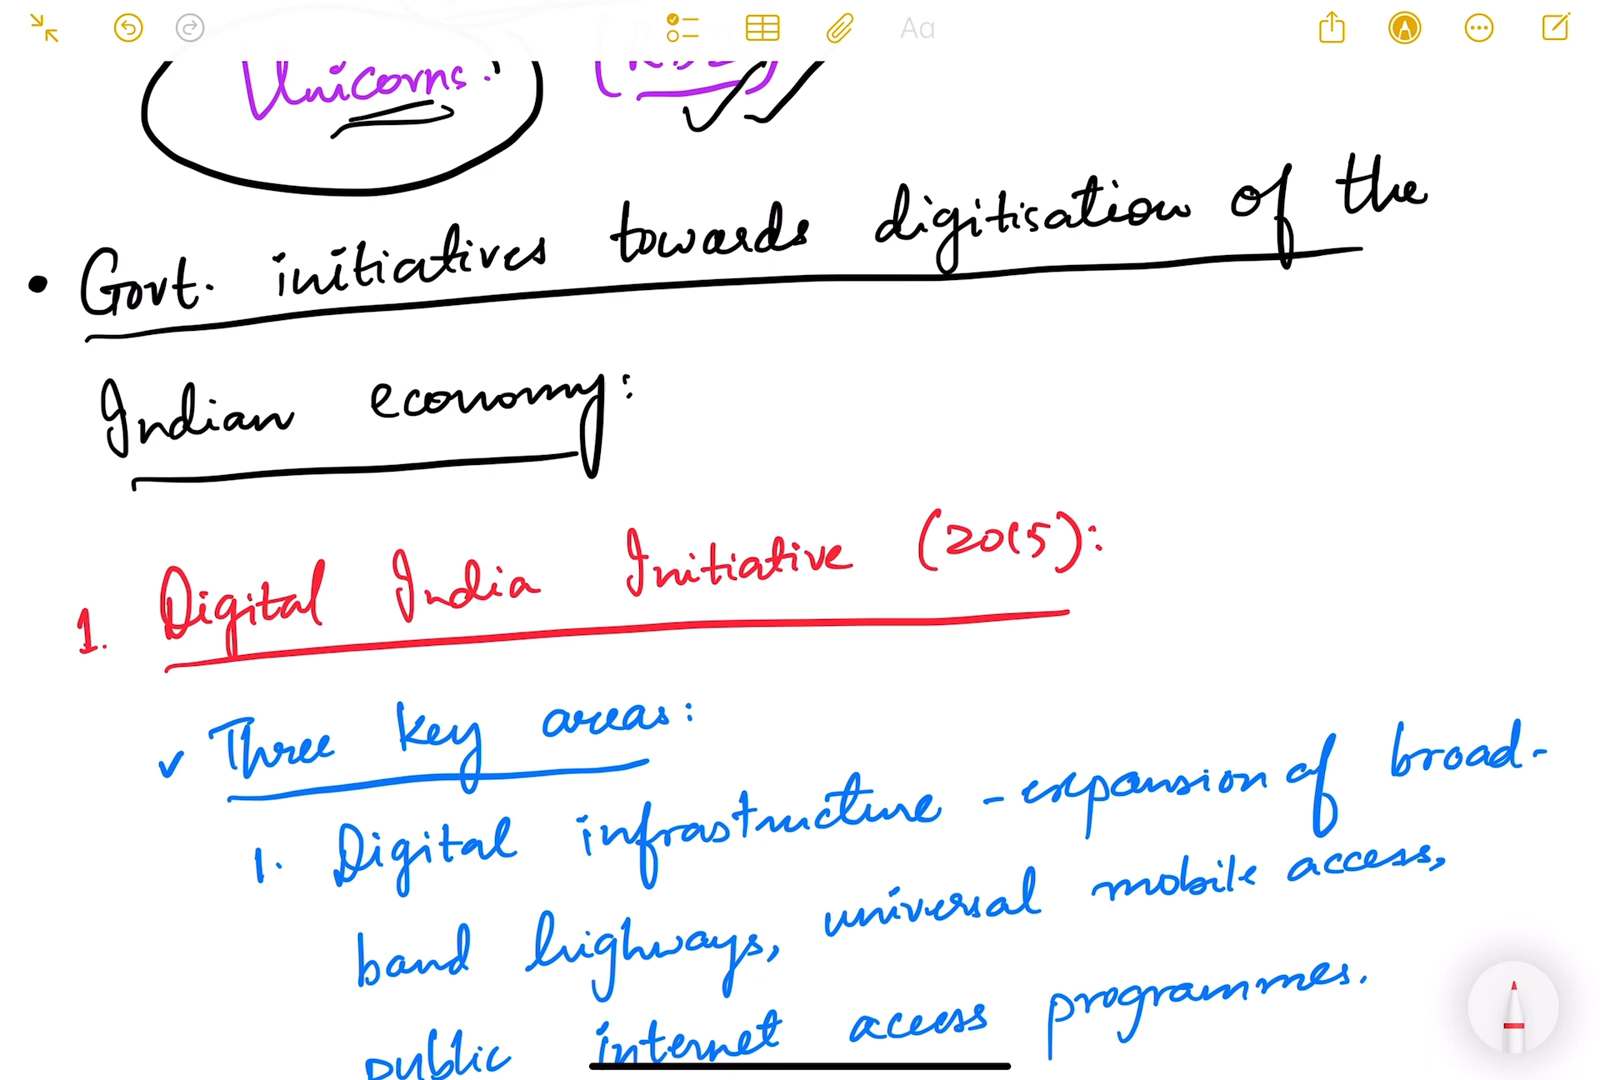 Unicorns.
• Govt. initiatives towards digitisation of the
Indian economy:
1. Digital India Initiative (2015):
✓ Three key areas:
1. Digital infrastructure - expansion of broad-
band highways, universal mobile access,
public internet access programmes.